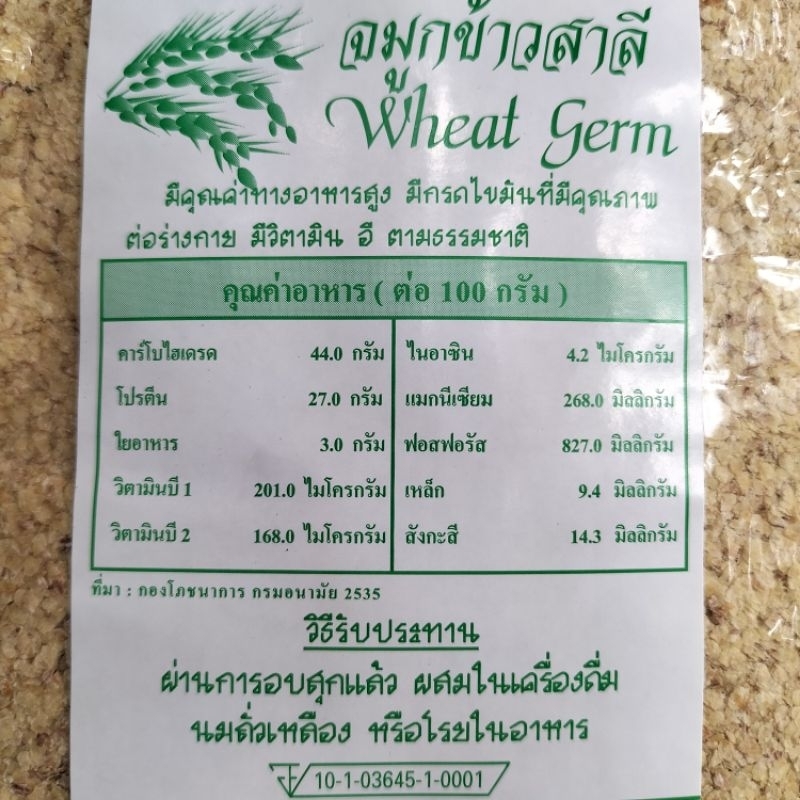 จมูกข้าวสาลี
Wheat Germ
มีคุณค่าทางอาหารสูง มีกรดไขมันที่มีคุณภาพ
ต่อร่างกาย มีวิตามิน อี ตามธรรมชาติ
คุณค่าอาหาร ( ต่อ 100 กรัม )
คาร์โบไฮเดรด 44.0 กรัม ไนอาซิน 4.2 ไมโครกรัม
โปรตีน 27.0 กรัม แมกนีเซียม 268.0 มิลลิกรัม
ใยอาหาร 3.0 กรัม ฟอสฟอรัส 827.0 มิลลิกรัม
วิตามินบี 1 201.0 ไมโครกรัม เหล็ก 9.4 มิลลิกรัม
วิตามินบี 2 168.0 ไมโครกรัม สังกะสี 14.3 มิลลิกรัม
ที่มา : กองโภชนาการ กรมอนามัย 2535
วิธีรับประทาน
ผ่านการอบสุกแล้ว ผสมในเครื่องดื่ม
นมถั่วเหลือง หรือโรยในอาหาร
10-1-03645-1-0001